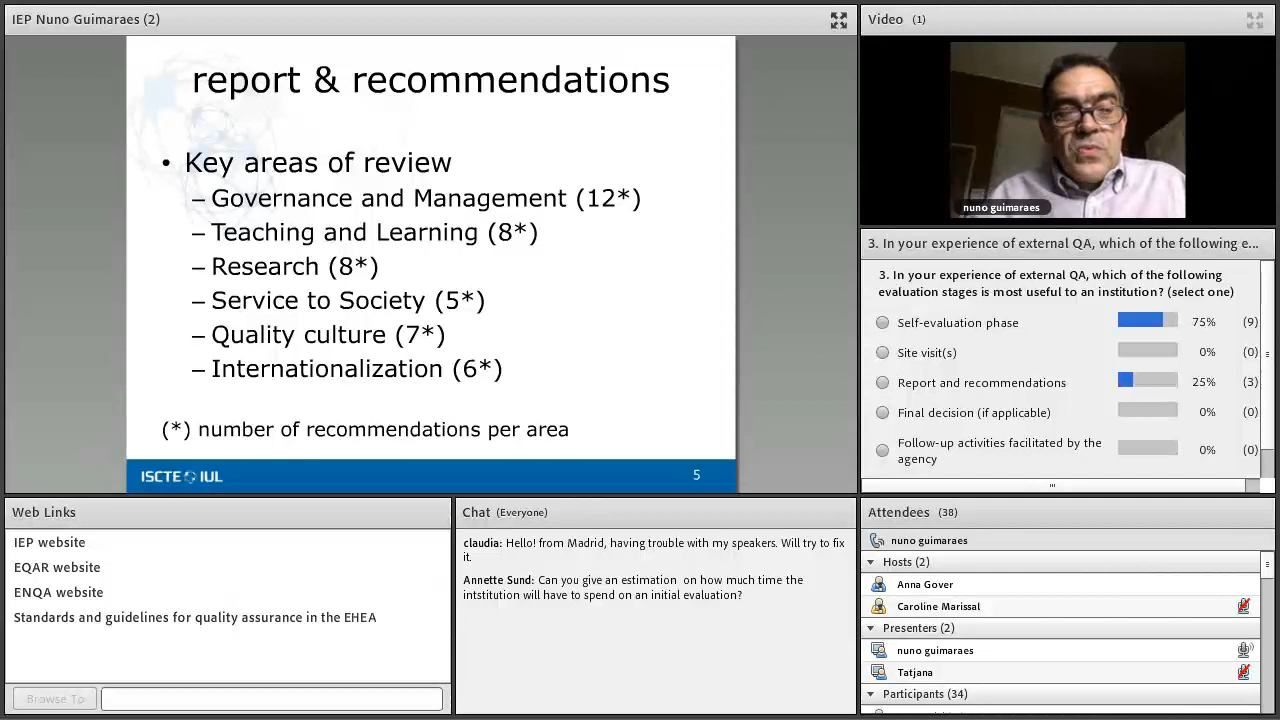 IEP Nuno Guimaraes (2)
report & recommendations
• Key areas of review
– Governance and Management (12*)
– Teaching and Learning (8*)
– Research (8*)
– Service to Society (5*)
– Quality culture (7*)
– Internationalization (6*)
(*) number of recommendations per area
ISCTE IUL
5
Video (1)
nuno guimaraes
3. In your experience of external QA, which of the following e...
3. In your experience of external QA, which of the following
evaluation stages is most useful to an institution? (select one)
Self-evaluation phase 75% (9)
Site visit(s) 0% (0)
Report and recommendations 25% (3)
Final decision (if applicable) 0% (0)
Follow-up activities facilitated by the
agency 0% (0)
Web Links
IEP website
EQAR website
ENQA website
Standards and guidelines for quality assurance in the EHEA
Browse To
Chat (Everyone)
claudia: Hello! from Madrid, having trouble with my speakers. Will try to fix
it.
Annette Sund: Can you give an estimation on how much time the
intstitution will have to spend on an initial evaluation?
Attendees (38)
nuno guimaraes
Hosts (2)
Anna Gover
Caroline Marissal
Presenters (2)
nuno guimaraes
Tatjana
Participants (34)